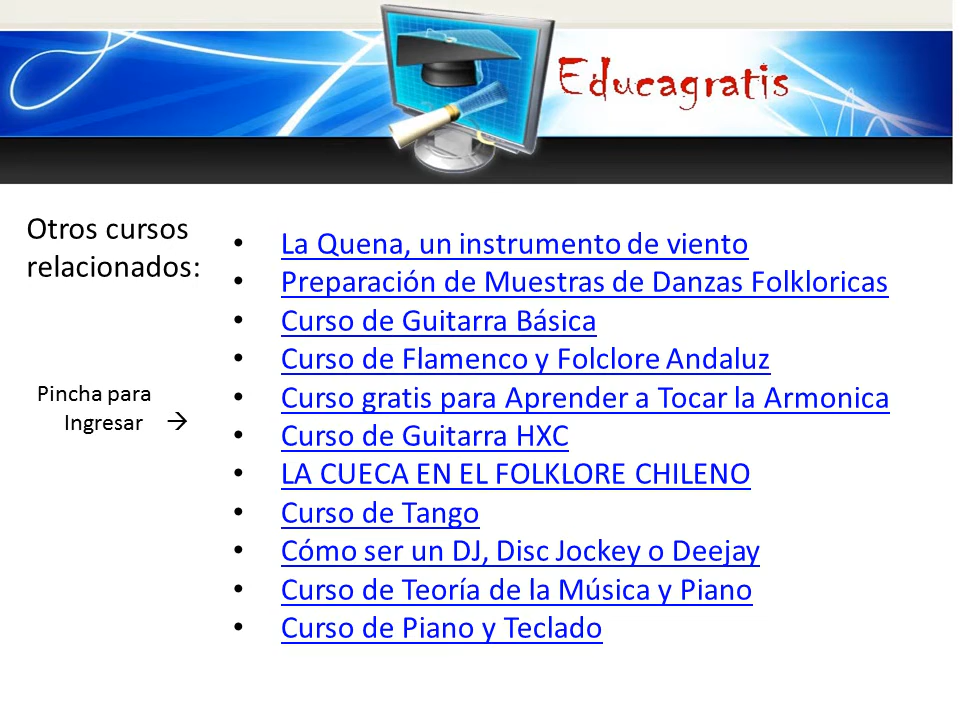 Educagratis
Otros cursos
relacionados:
Pincha para
Ingresar →
• La Quena, un instrumento de viento
• Preparación de Muestras de Danzas Folkloricas
• Curso de Guitarra Básica
• Curso de Flamenco y Folclore Andaluz
• Curso gratis para Aprender a Tocar la Armonica
• Curso de Guitarra HXC
• LA CUECA EN EL FOLKLORE CHILENO
• Curso de Tango
• Cómo ser un DJ, Disc Jockey o Deejay
• Curso de Teoría de la Música y Piano
• Curso de Piano y Teclado